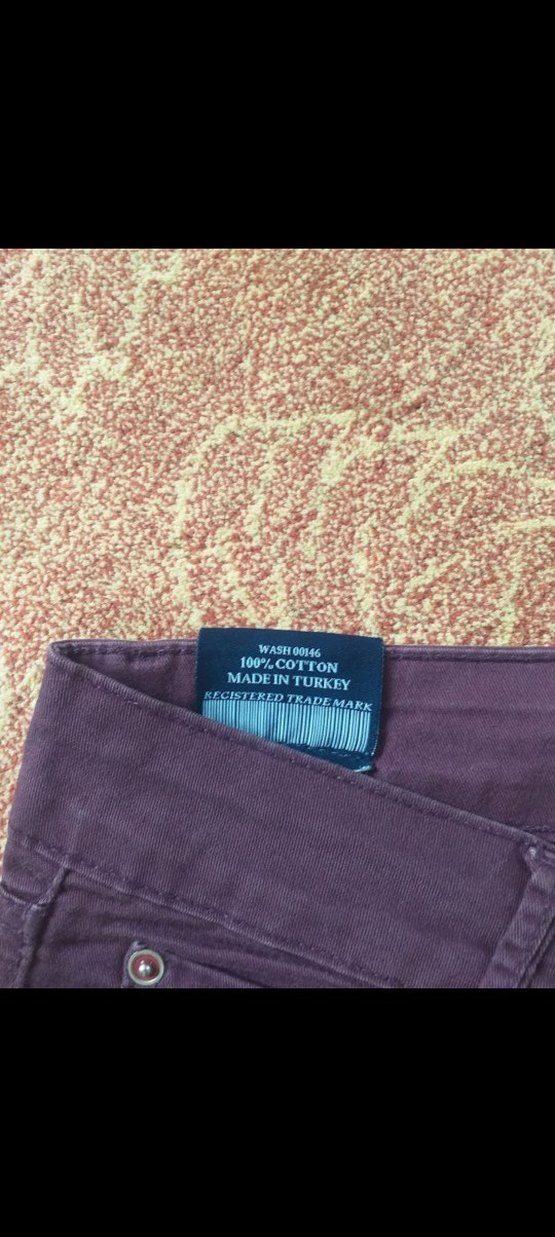 WASH 00146
100% COTTON
MADE IN TURKEY
REGISTERED TRADE MARK